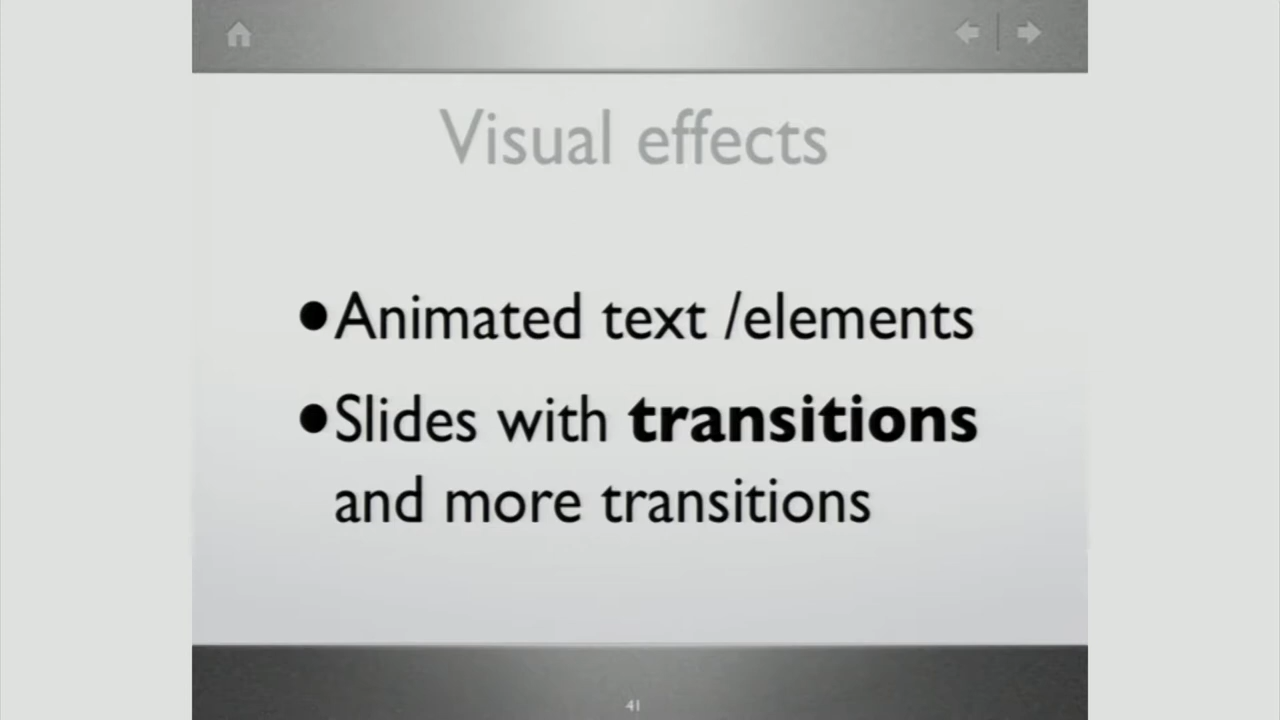 Visual effects
•Animated text /elements
•Slides with transitions
and more transitions
41